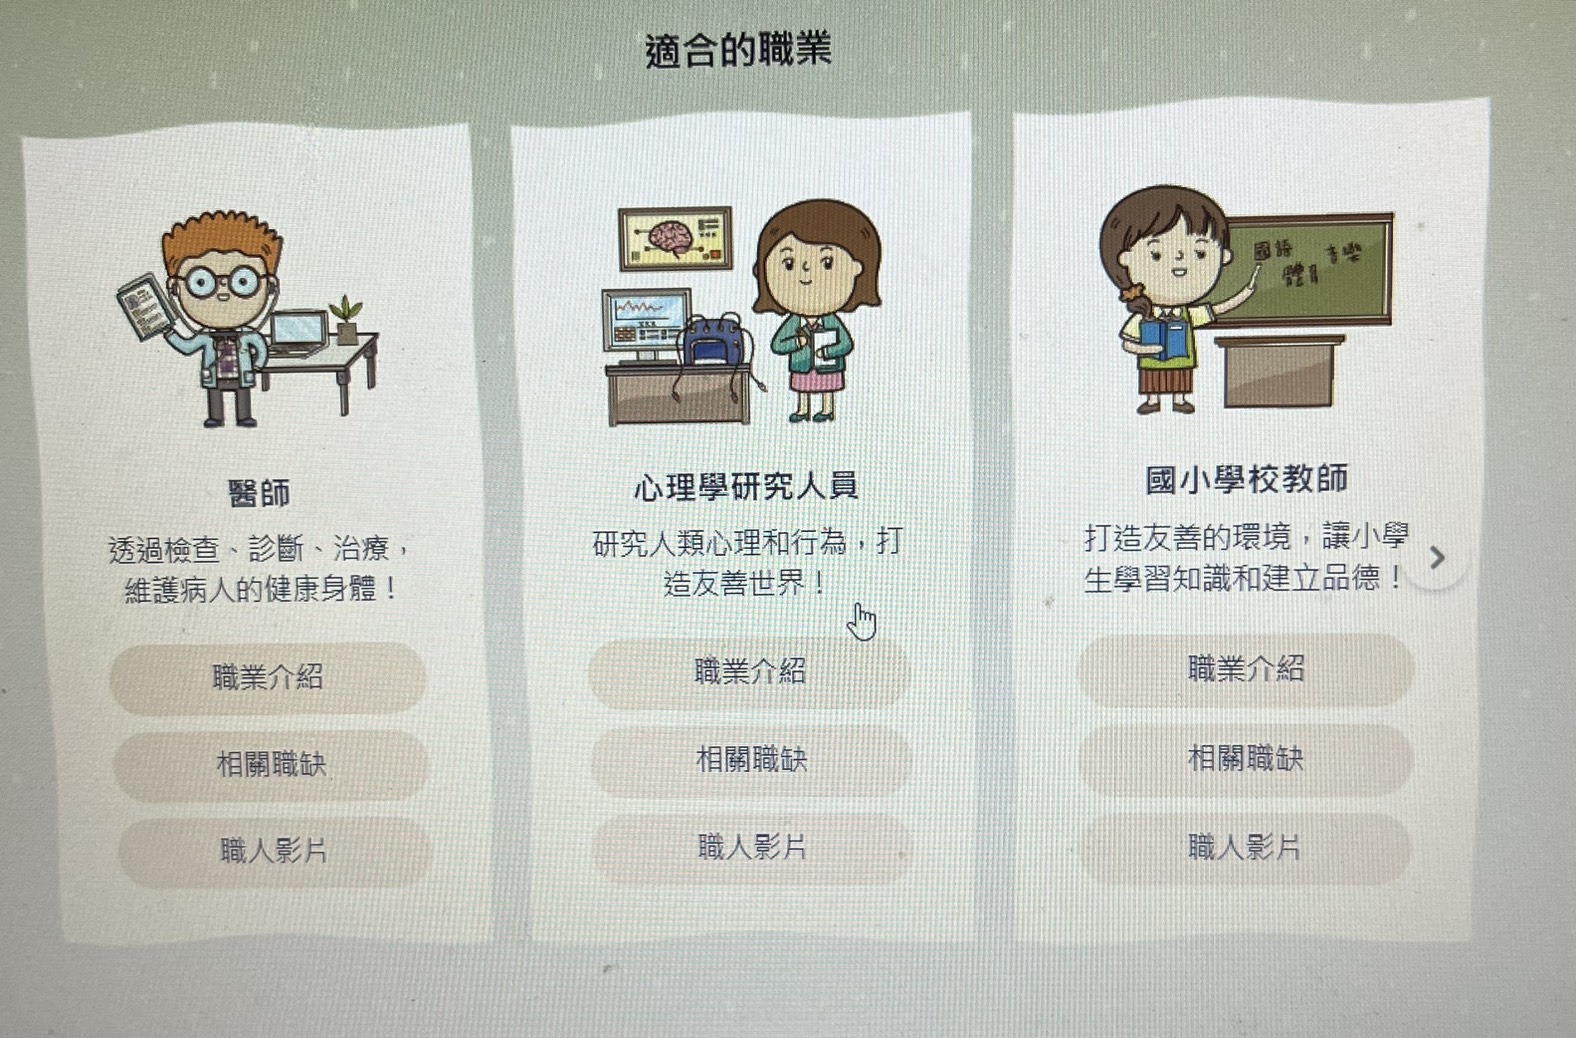 適合的職業
醫師
透過檢查、診斷、治療，
維護病人的健康身體！
職業介紹
相關職缺
職人影片
心理學研究人員
研究人類心理和行為，打
造友善世界！
職業介紹
相關職缺
職人影片
國語
音樂
體育
國小學校教師
打造友善的環境，讓小學
生學習知識和建立品德！
職業介紹
相關職缺
職人影片